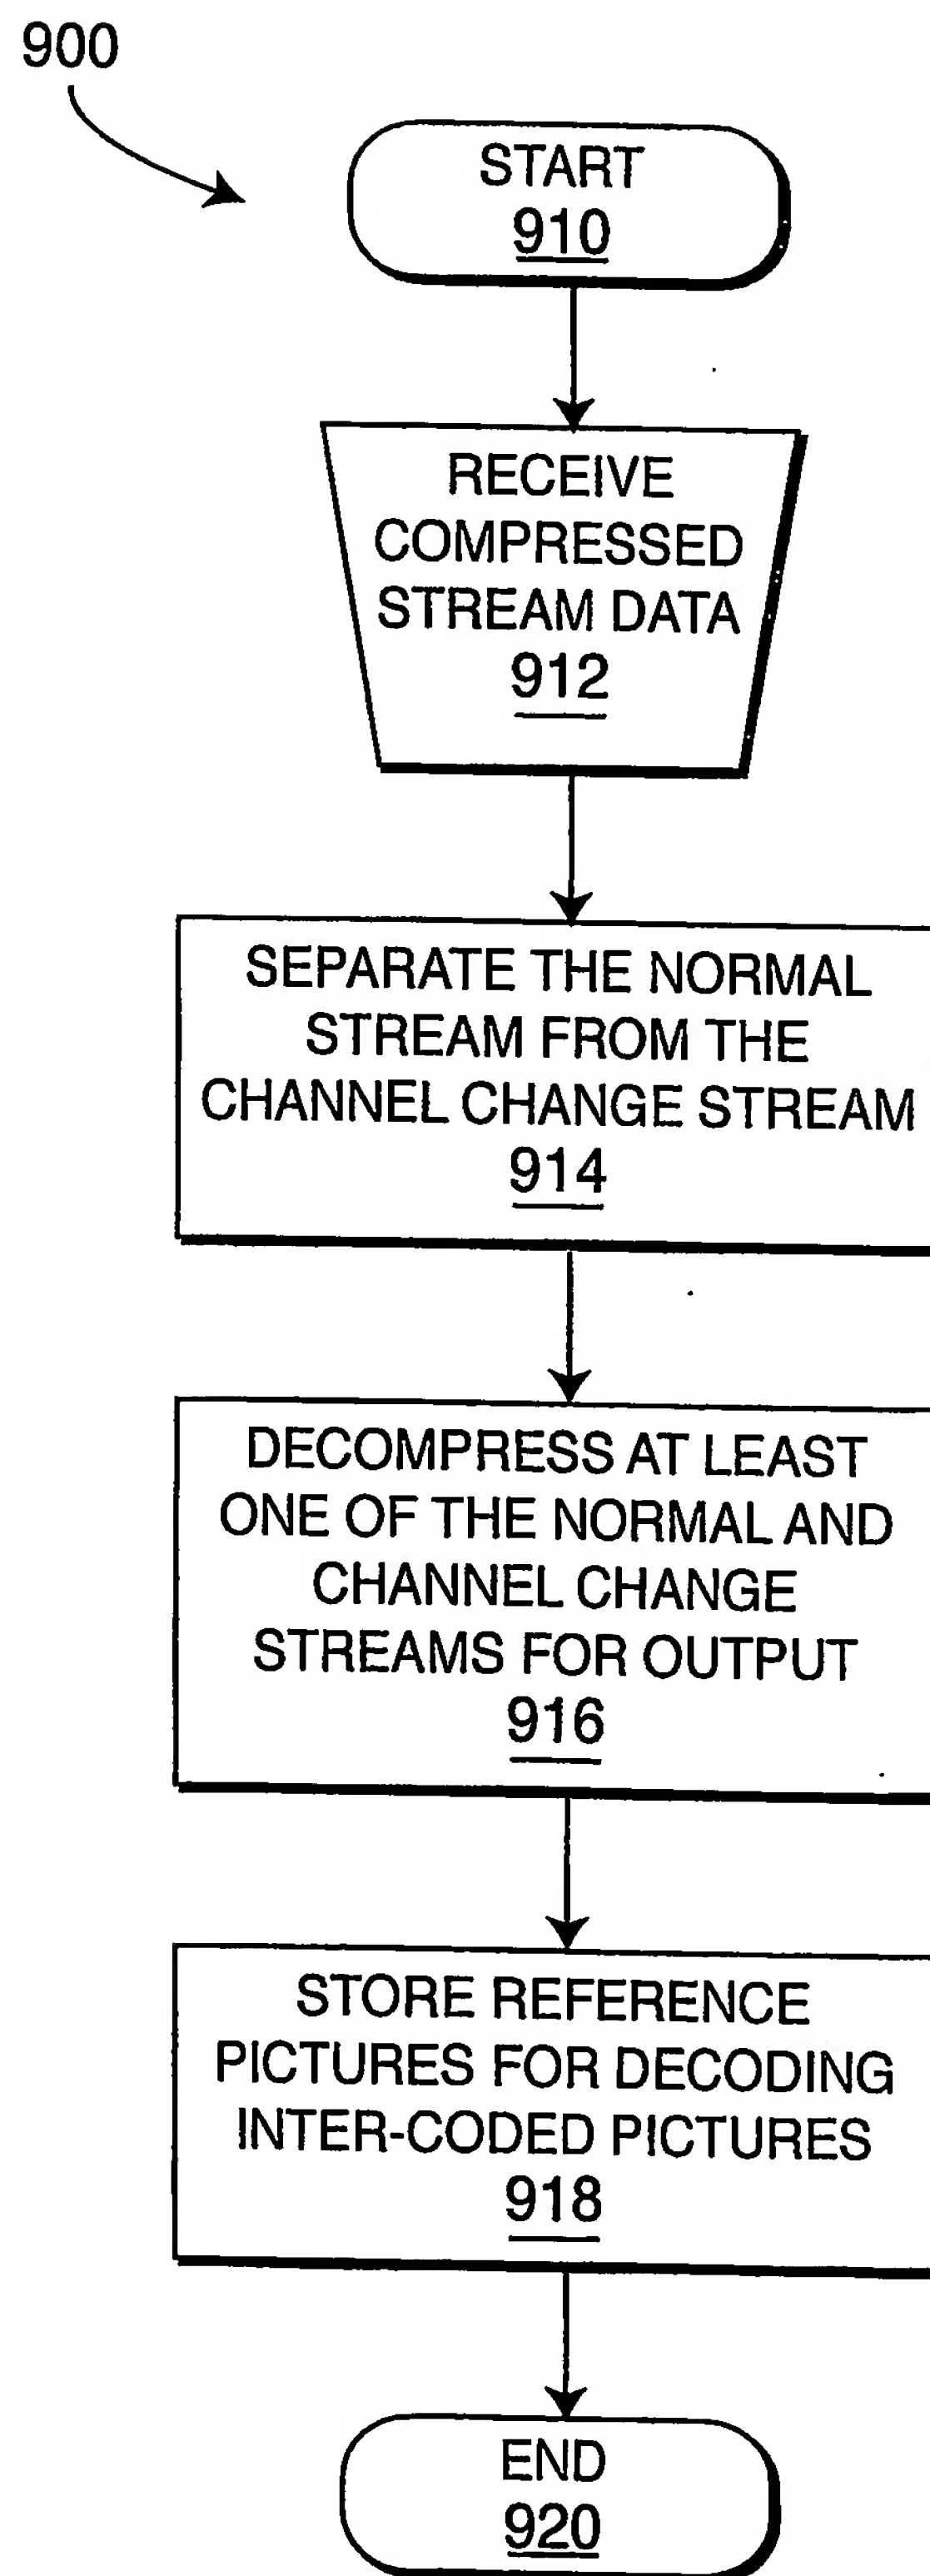 900
START
910
RECEIVE
COMPRESSED
STREAM DATA
912
SEPARATE THE NORMAL
STREAM FROM THE
CHANNEL CHANGE STREAM
914
DECOMPRESS AT LEAST
ONE OF THE NORMAL AND
CHANNEL CHANGE
STREAMS FOR OUTPUT
916
STORE REFERENCE
PICTURES FOR DECODING
INTER-CODED PICTURES
918
END
920